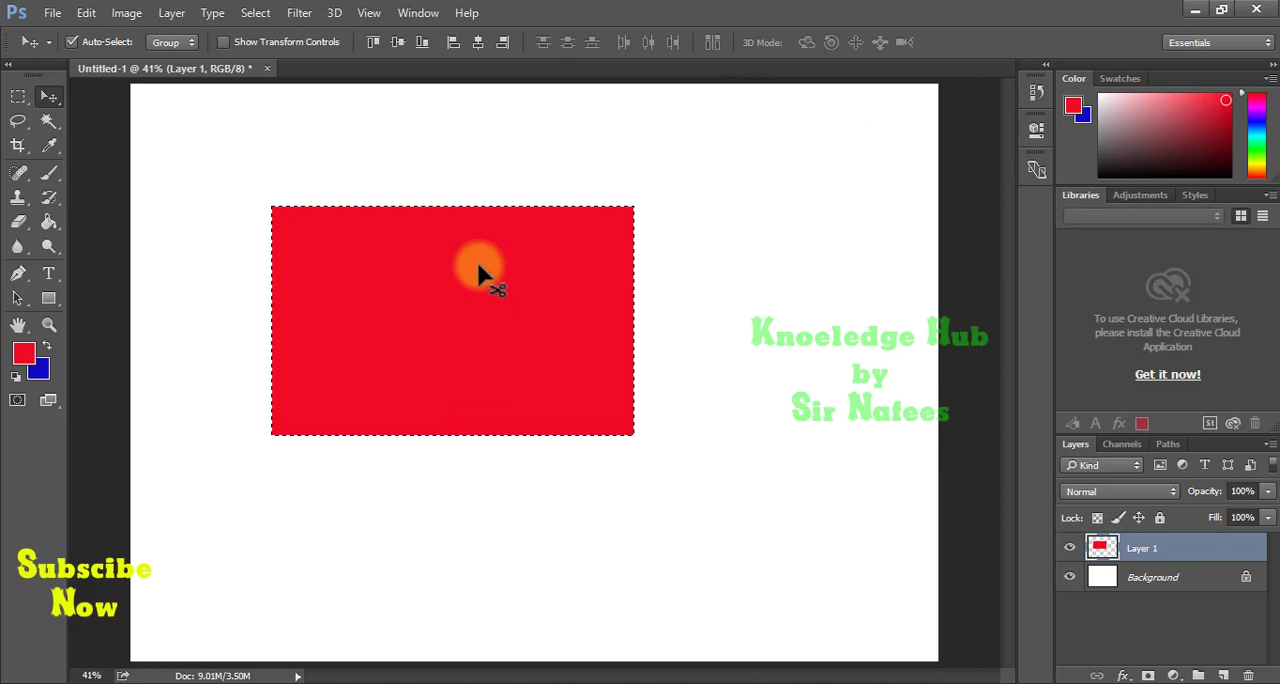 Ps File Edit Image Layer Type Select Filter 3D View Window Help
Auto-Select: Group Show Transform Controls 3D Mode: Essentials
Untitled-1 @ 41% (Layer 1, RGB/8) *
Color Swatches
Libraries Adjustments Styles
To use Creative Cloud Libraries,
please install the Creative Cloud
Application
Get it now!
Knoeledge Hub
by
Sir Nafees
St
Layers Channels Paths
Kind
Normal Opacity: 100%
Lock: Fill: 100%
Layer 1
Background
Subscibe
Now
41% Doc: 9.01M/3.50M